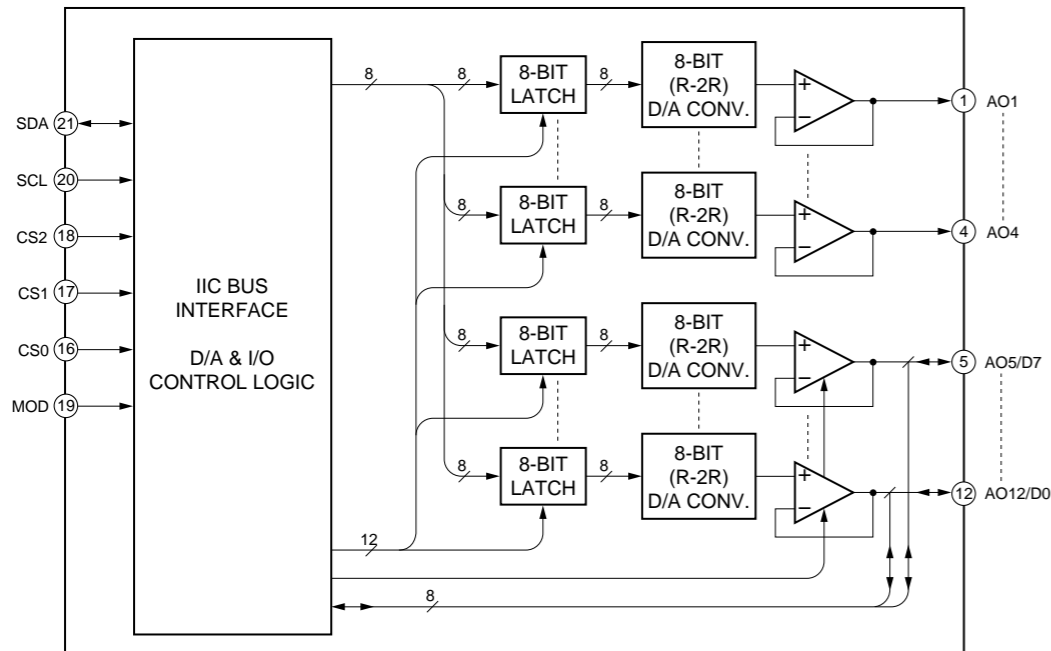 SDA 21
SCL 20
CS2 18
CS1 17
CS0 16
MOD 19
IIC BUS
INTERFACE
D/A & I/O
CONTROL LOGIC
8
8
8-BIT
LATCH
8
8-BIT
(R-2R)
D/A CONV.
+
−
1 AO1
8
8-BIT
LATCH
8
8-BIT
(R-2R)
D/A CONV.
+
−
4 AO4
8
8-BIT
LATCH
8
8-BIT
(R-2R)
D/A CONV.
+
−
5 AO5/D7
8
8-BIT
LATCH
8
8-BIT
(R-2R)
D/A CONV.
+
−
12 AO12/D0
12
8